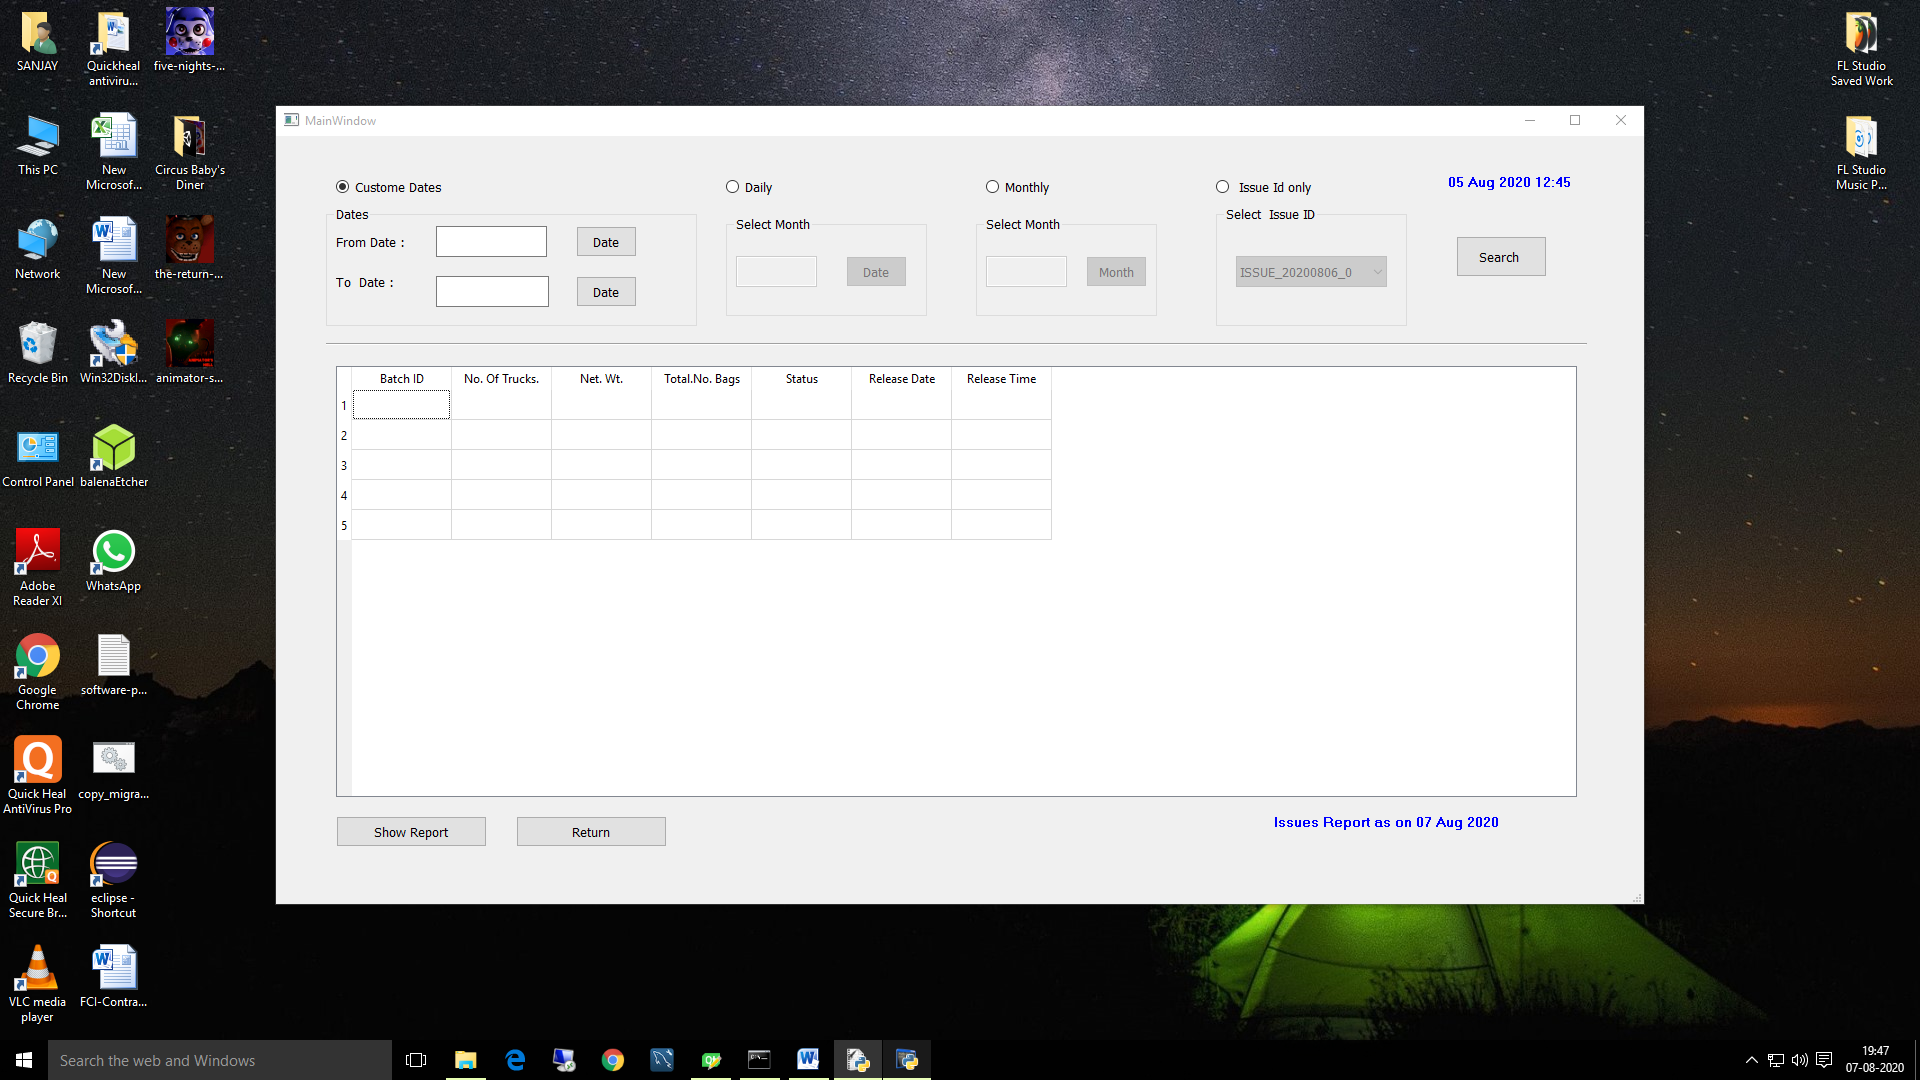 SANJAY
Quickheal
antiviru...
five-nights-...
This PC
New
Microsof...
Circus Baby's
Diner
Network
New
Microsof...
the-return-...
Recycle Bin
Win32DiskI...
animator-s...
Control Panel
balenaEtcher
Adobe
Reader XI
WhatsApp
Google
Chrome
software-p...
Quick Heal
AntiVirus Pro
copy_migra...
Quick Heal
Secure Br...
eclipse -
Shortcut
VLC media
player
FCI-Contra...
FL Studio
Saved Work
FL Studio
Music P...
MainWindow
Custome Dates
Daily
Monthly
Issue Id only
05 Aug 2020 12:45
Dates
From Date :
Date
To Date :
Date
Select Month
Date
Select Month
Month
Select Issue ID
ISSUE_20200806_0
Search
Batch ID No. Of Trucks. Net. Wt. Total.No. Bags Status Release Date Release Time
1
2
3
4
5
Show Report
Return
Issues Report as on 07 Aug 2020
Search the web and Windows
19:47
07-08-2020